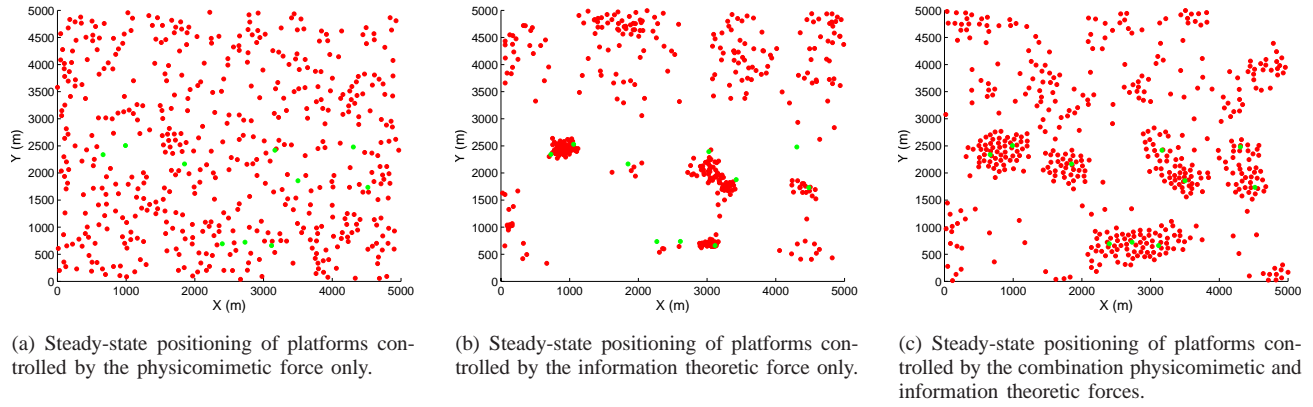 5000
4500
4000
3500
3000
2500
2000
1500
1000
500
0
Y (m)
0 1000 2000 3000 4000 5000
X (m)
(a) Steady-state positioning of platforms con-
trolled by the physicomimetic force only.
5000
4500
4000
3500
3000
2500
2000
1500
1000
500
0
Y (m)
0 1000 2000 3000 4000 5000
X (m)
(b) Steady-state positioning of platforms con-
trolled by the information theoretic force only.
5000
4500
4000
3500
3000
2500
2000
1500
1000
500
0
Y (m)
0 1000 2000 3000 4000 5000
X (m)
(c) Steady-state positioning of platforms con-
trolled by the combination physicomimetic and
information theoretic forces.